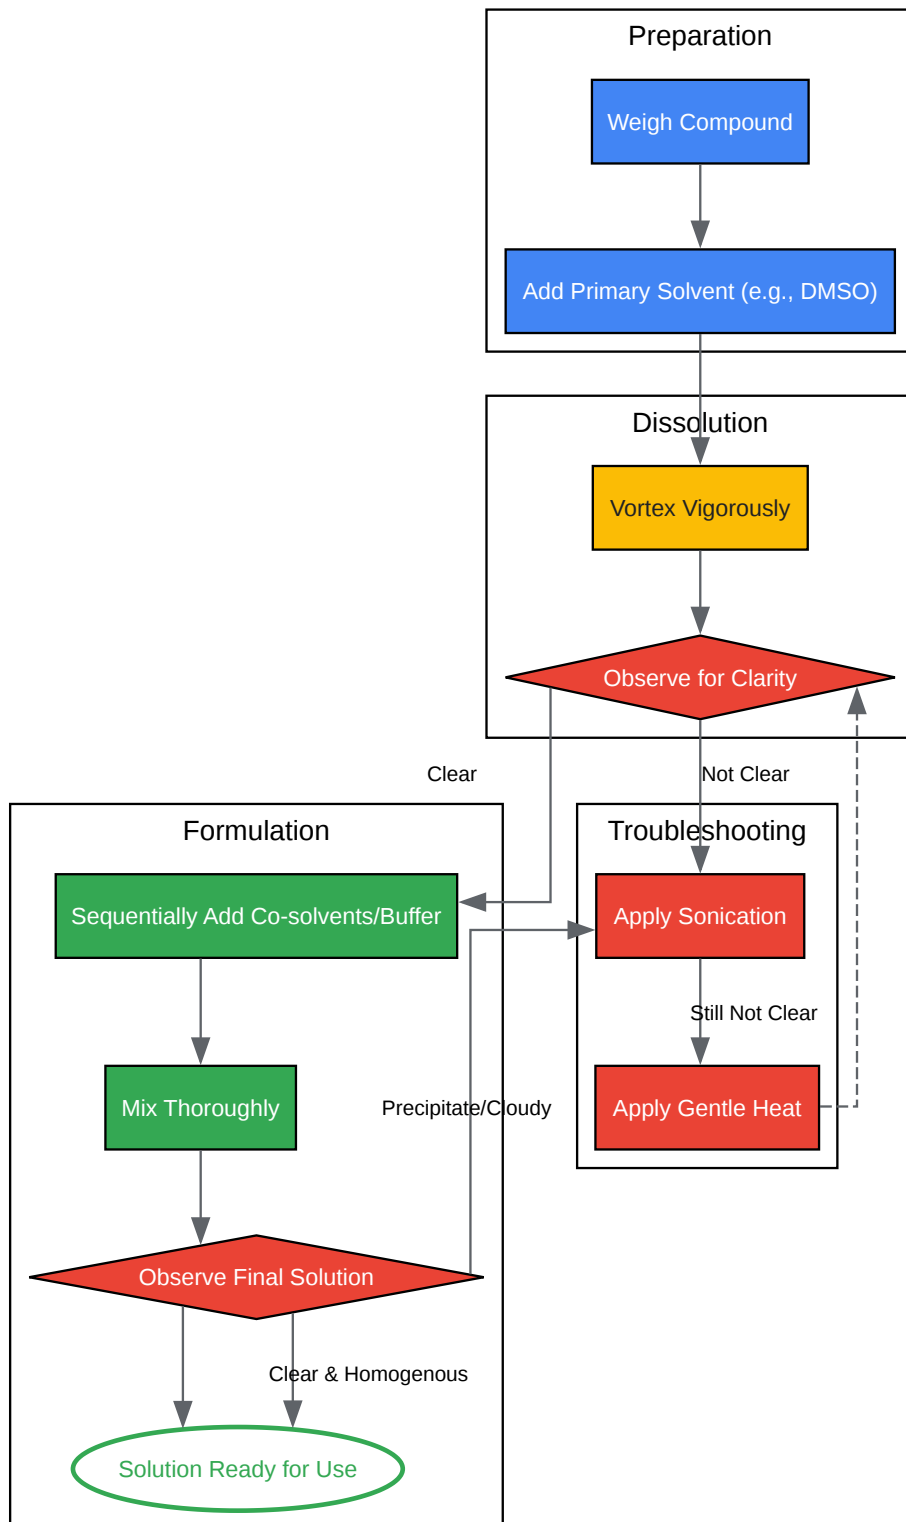 Preparation
Weigh Compound
Add Primary Solvent (e.g., DMSO)
Dissolution
Vortex Vigorously
Observe for Clarity
Clear
Not Clear
Formulation
Troubleshooting
Sequentially Add Co-solvents/Buffer
Apply Sonication
Still Not Clear
Mix Thoroughly
Precipitate/Cloudy
Apply Gentle Heat
Observe Final Solution
Clear & Homogenous
Solution Ready for Use